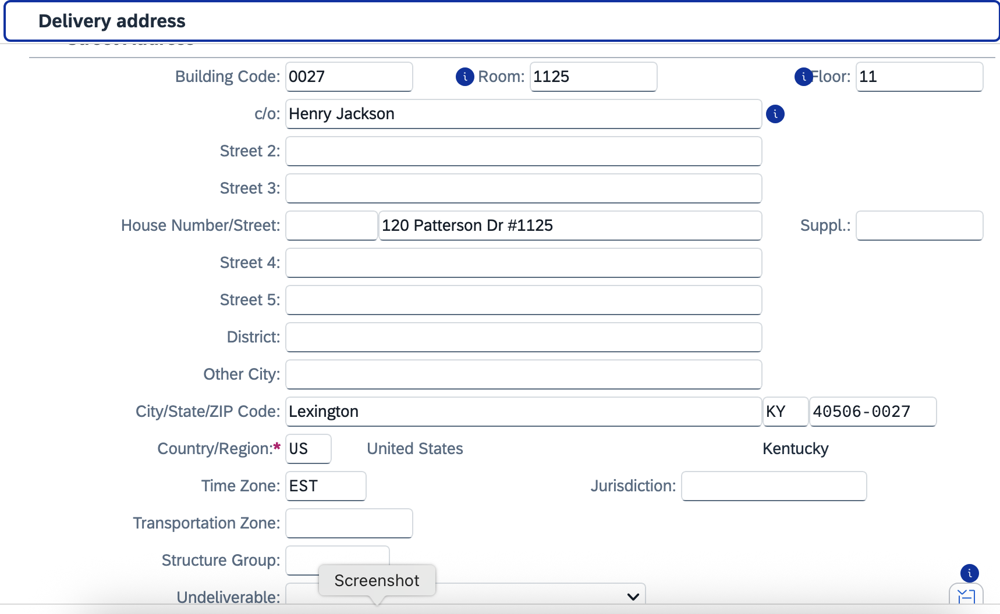 Delivery address
Street Address
Building Code: 0027 Room: 1125 Floor: 11
c/o: Henry Jackson
Street 2:
Street 3:
House Number/Street: 120 Patterson Dr #1125 Suppl.:
Street 4:
Street 5:
District:
Other City:
City/State/ZIP Code: Lexington KY 40506-0027
Country/Region:* US United States Kentucky
Time Zone: EST Jurisdiction:
Transportation Zone:
Structure Group:
Screenshot
Undeliverable: